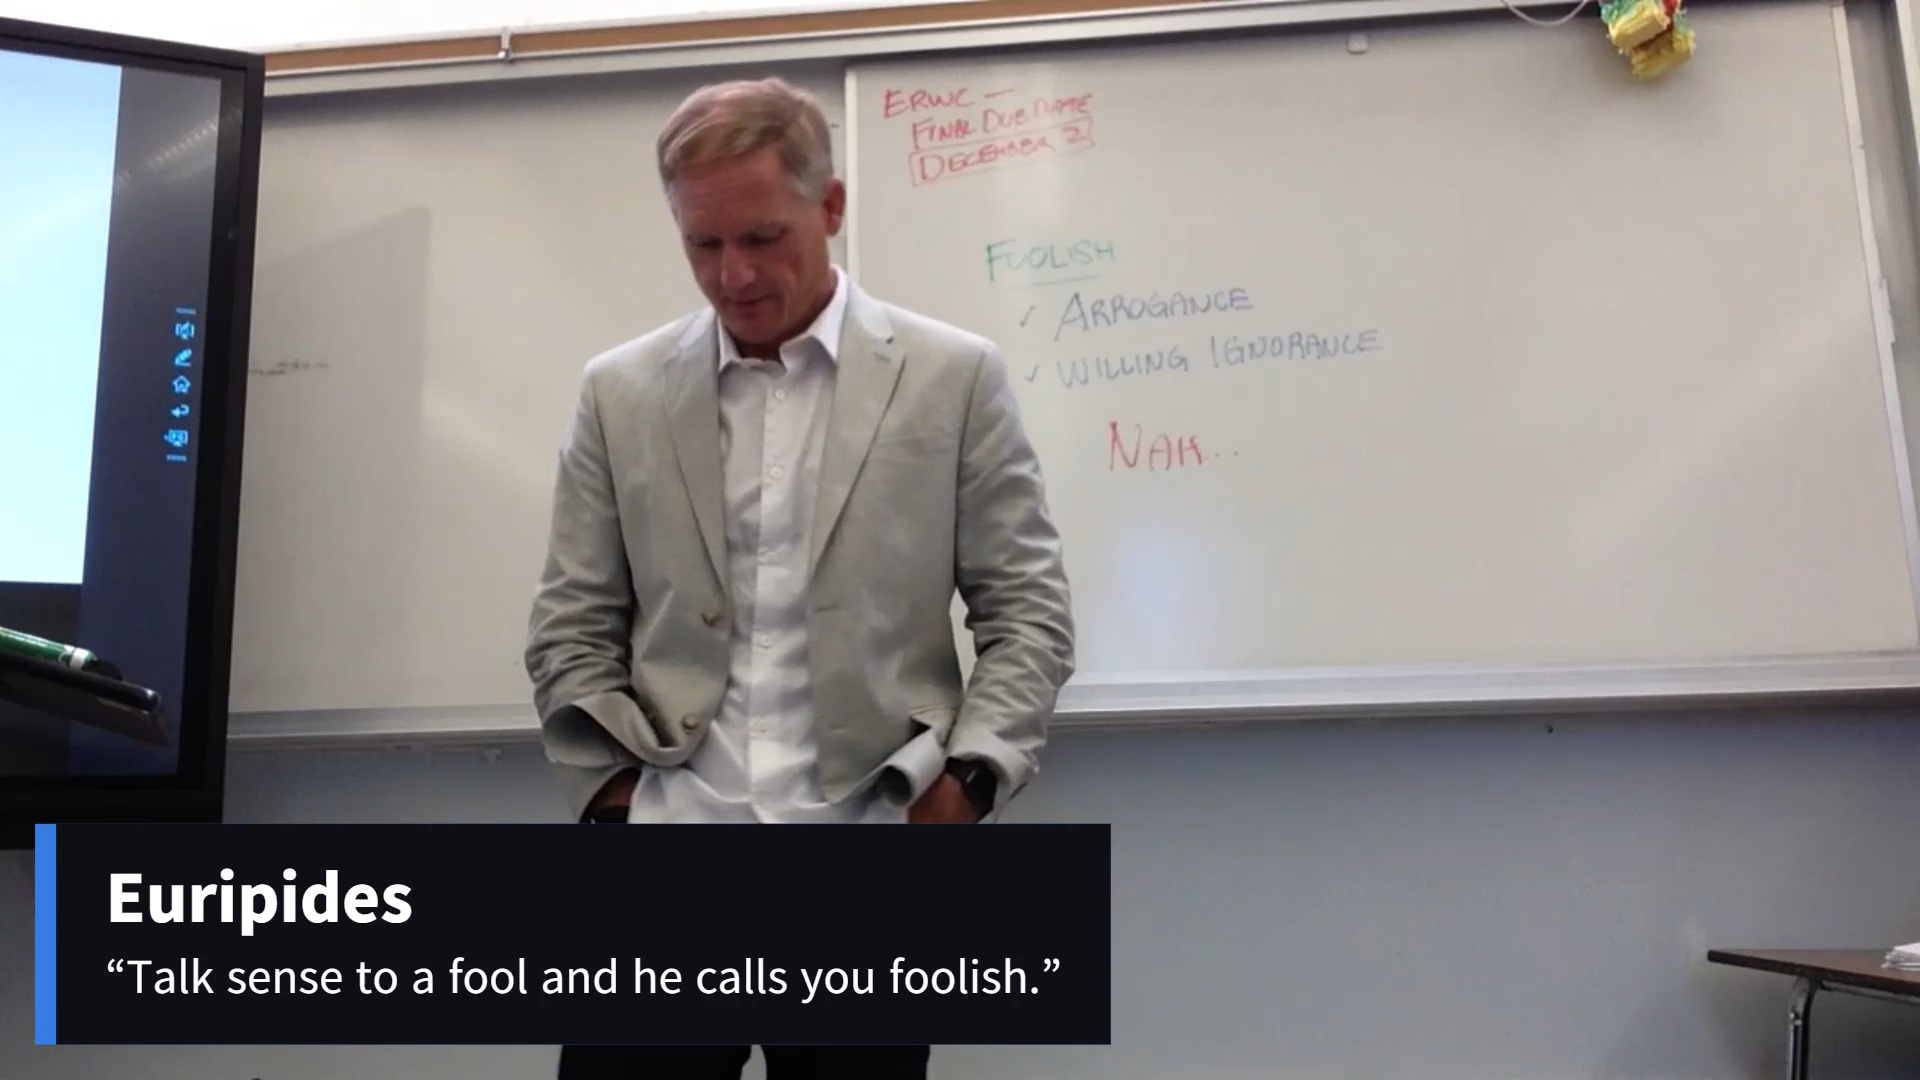 ERWC —
FINAL DUE DATE
DECEMBER 2
FOOLISH
✓ ARROGANCE
✓ WILLING IGNORANCE
NAH...
Euripides
“Talk sense to a fool and he calls you foolish.”